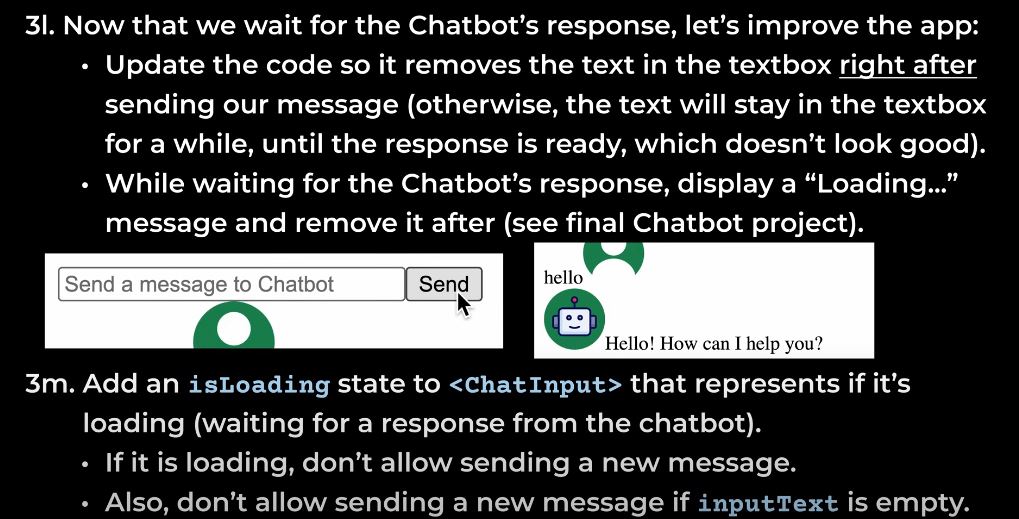 3l. Now that we wait for the Chatbot’s response, let’s improve the app:
• Update the code so it removes the text in the textbox right after
sending our message (otherwise, the text will stay in the textbox
for a while, until the response is ready, which doesn’t look good).
• While waiting for the Chatbot’s response, display a “Loading...”
message and remove it after (see final Chatbot project).
Send a message to Chatbot Send
hello
Hello! How can I help you?
3m. Add an isLoading state to <ChatInput> that represents if it’s
loading (waiting for a response from the chatbot).
• If it is loading, don’t allow sending a new message.
• Also, don’t allow sending a new message if inputText is empty.